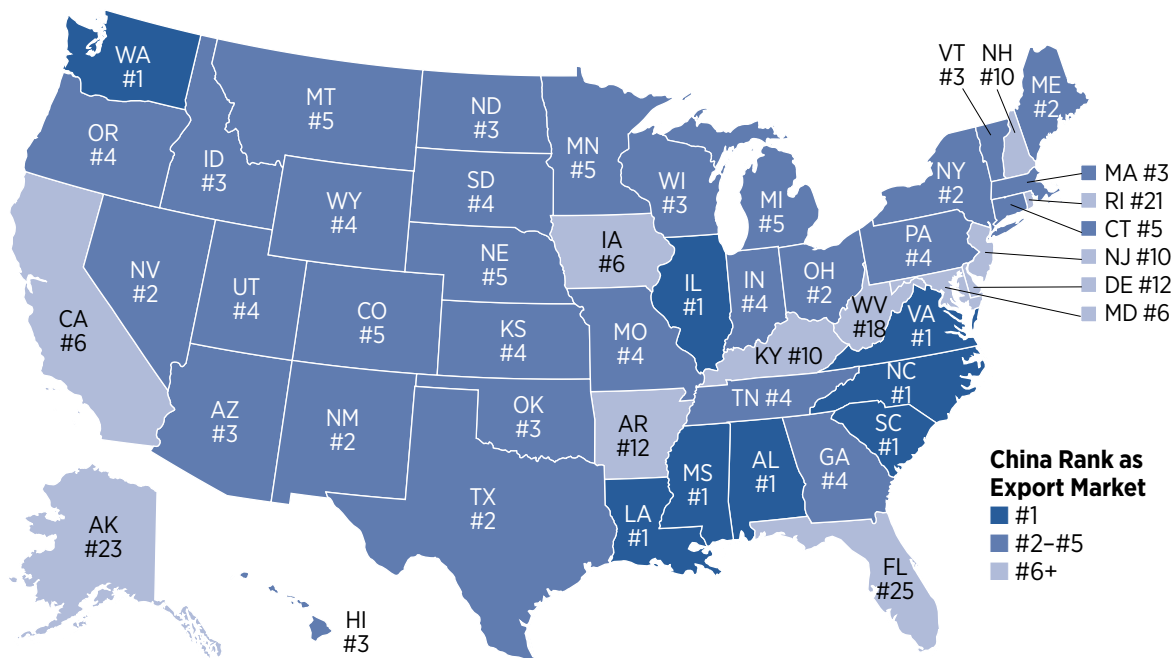 WA
#1
VT
#3
NH
#10
ME
#2
MT
#5
ND
#3
MN
#5
OR
#4
ID
#3
SD
#4
WI
#3
MI
#5
NY
#2
MA #3
RI #21
CT #5
NJ #10
DE #12
MD #6
WY
#4
IA
#6
NE
#5
PA
#4
NV
#2
UT
#4
CO
#5
IL
#1
IN
#4
OH
#2
WV
#18
VA
#1
CA
#6
KS
#4
MO
#4
KY #10
NC
#1
TN #4
AZ
#3
NM
#2
OK
#3
AR
#12
SC
#1
MS
#1
AL
#1
GA
#4
TX
#2
LA
#1
FL
#25
AK
#23
HI
#3
China Rank as
Export Market
#1
#2–#5
#6+